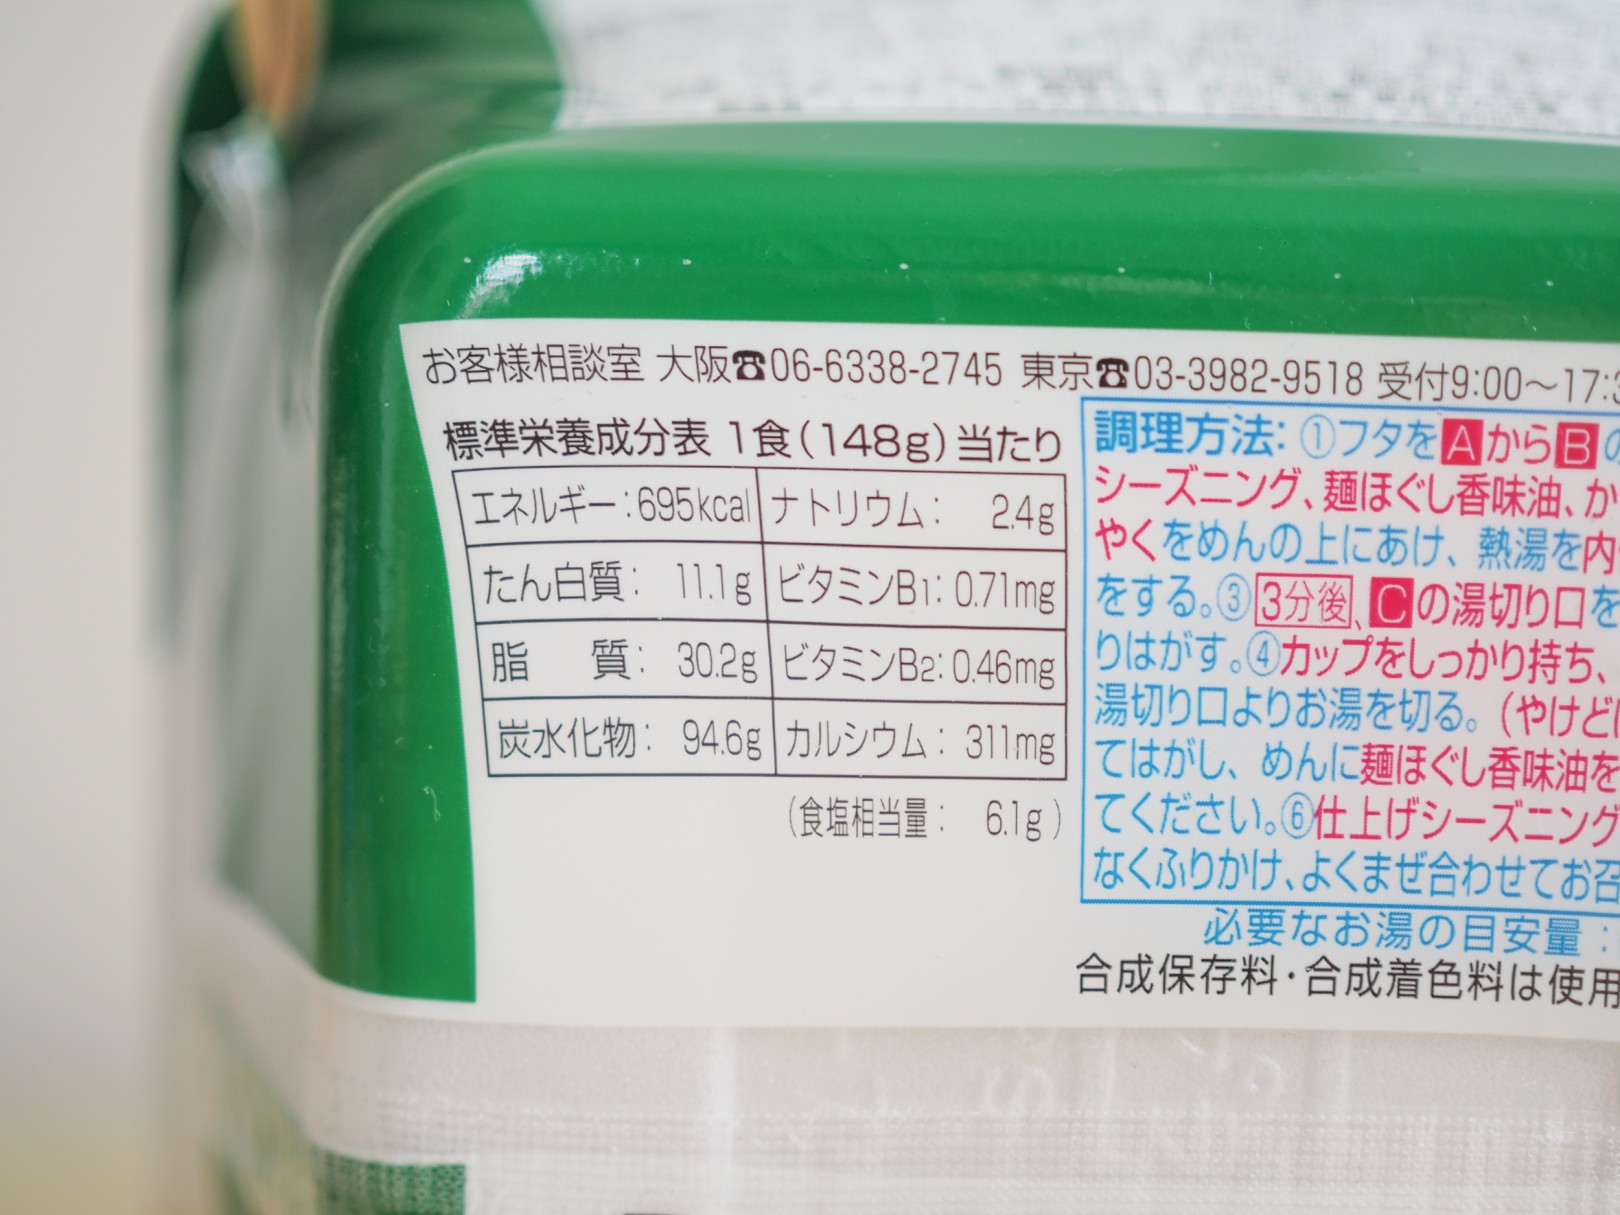 お客様相談室 大阪☎06-6338-2745 東京☎03-3982-9518 受付9:00〜17:3
標準栄養成分表 1食(148g)当たり
エネルギー:695kcal ナトリウム: 2.4g
たん白質: 11.1g ビタミンB1: 0.71mg
脂 質: 30.2g ビタミンB2: 0.46mg
炭水化物: 94.6g カルシウム: 311mg
(食塩相当量: 6.1g)
調理方法: ①フタをAからBの
シーズニング、麺ほぐし香味油、か
やくをめんの上にあけ、熱湯を内
をする。③3分後、Cの湯切り口を
りはがす。④カップをしっかり持ち、
湯切り口よりお湯を切る。(やけど
てはがし、めんに麺ほぐし香味油を
てください。⑥仕上げシーズニング
なくふりかけ、よくまぜ合わせてお召
必要なお湯の目安量:
合成保存料・合成着色料は使用